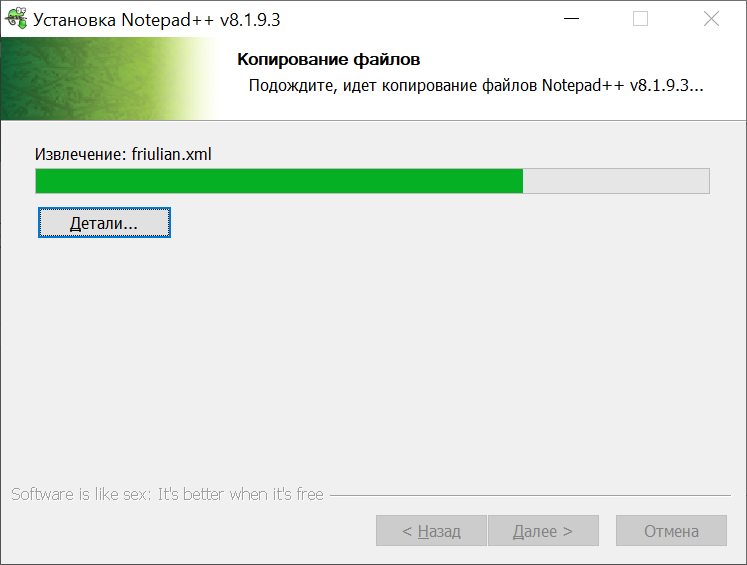 Установка Notepad++ v8.1.9.3
Копирование файлов
Подождите, идет копирование файлов Notepad++ v8.1.9.3...
Извлечение: friulian.xml
Детали...
Software is like sex: It's better when it's free
< Назад
Далее >
Отмена